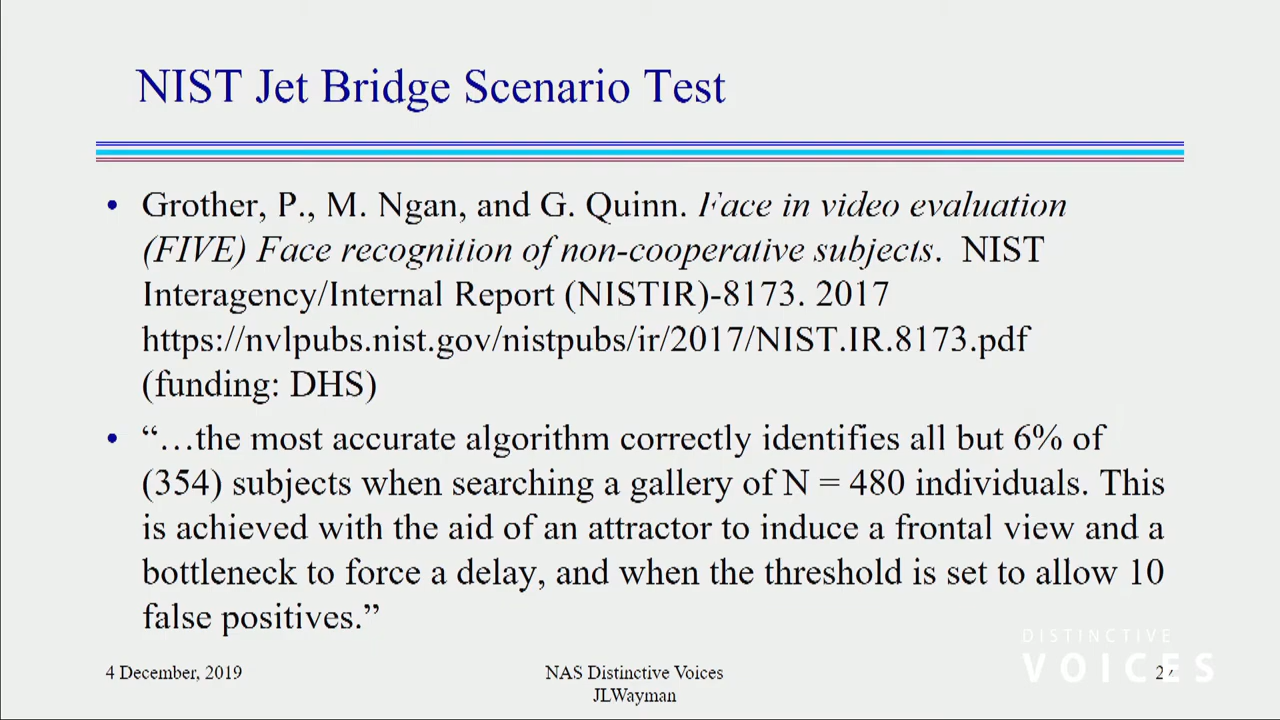 NIST Jet Bridge Scenario Test
• Grother, P., M. Ngan, and G. Quinn. Face in video evaluation
(FIVE) Face recognition of non-cooperative subjects. NIST
Interagency/Internal Report (NISTIR)-8173. 2017
https://nvlpubs.nist.gov/nistpubs/ir/2017/NIST.IR.8173.pdf
(funding: DHS)
• “…the most accurate algorithm correctly identifies all but 6% of
(354) subjects when searching a gallery of N = 480 individuals. This
is achieved with the aid of an attractor to induce a frontal view and a
bottleneck to force a delay, and when the threshold is set to allow 10
false positives.”
4 December, 2019
NAS Distinctive Voices
JLWayman
DISTINCTIVE
VOICES